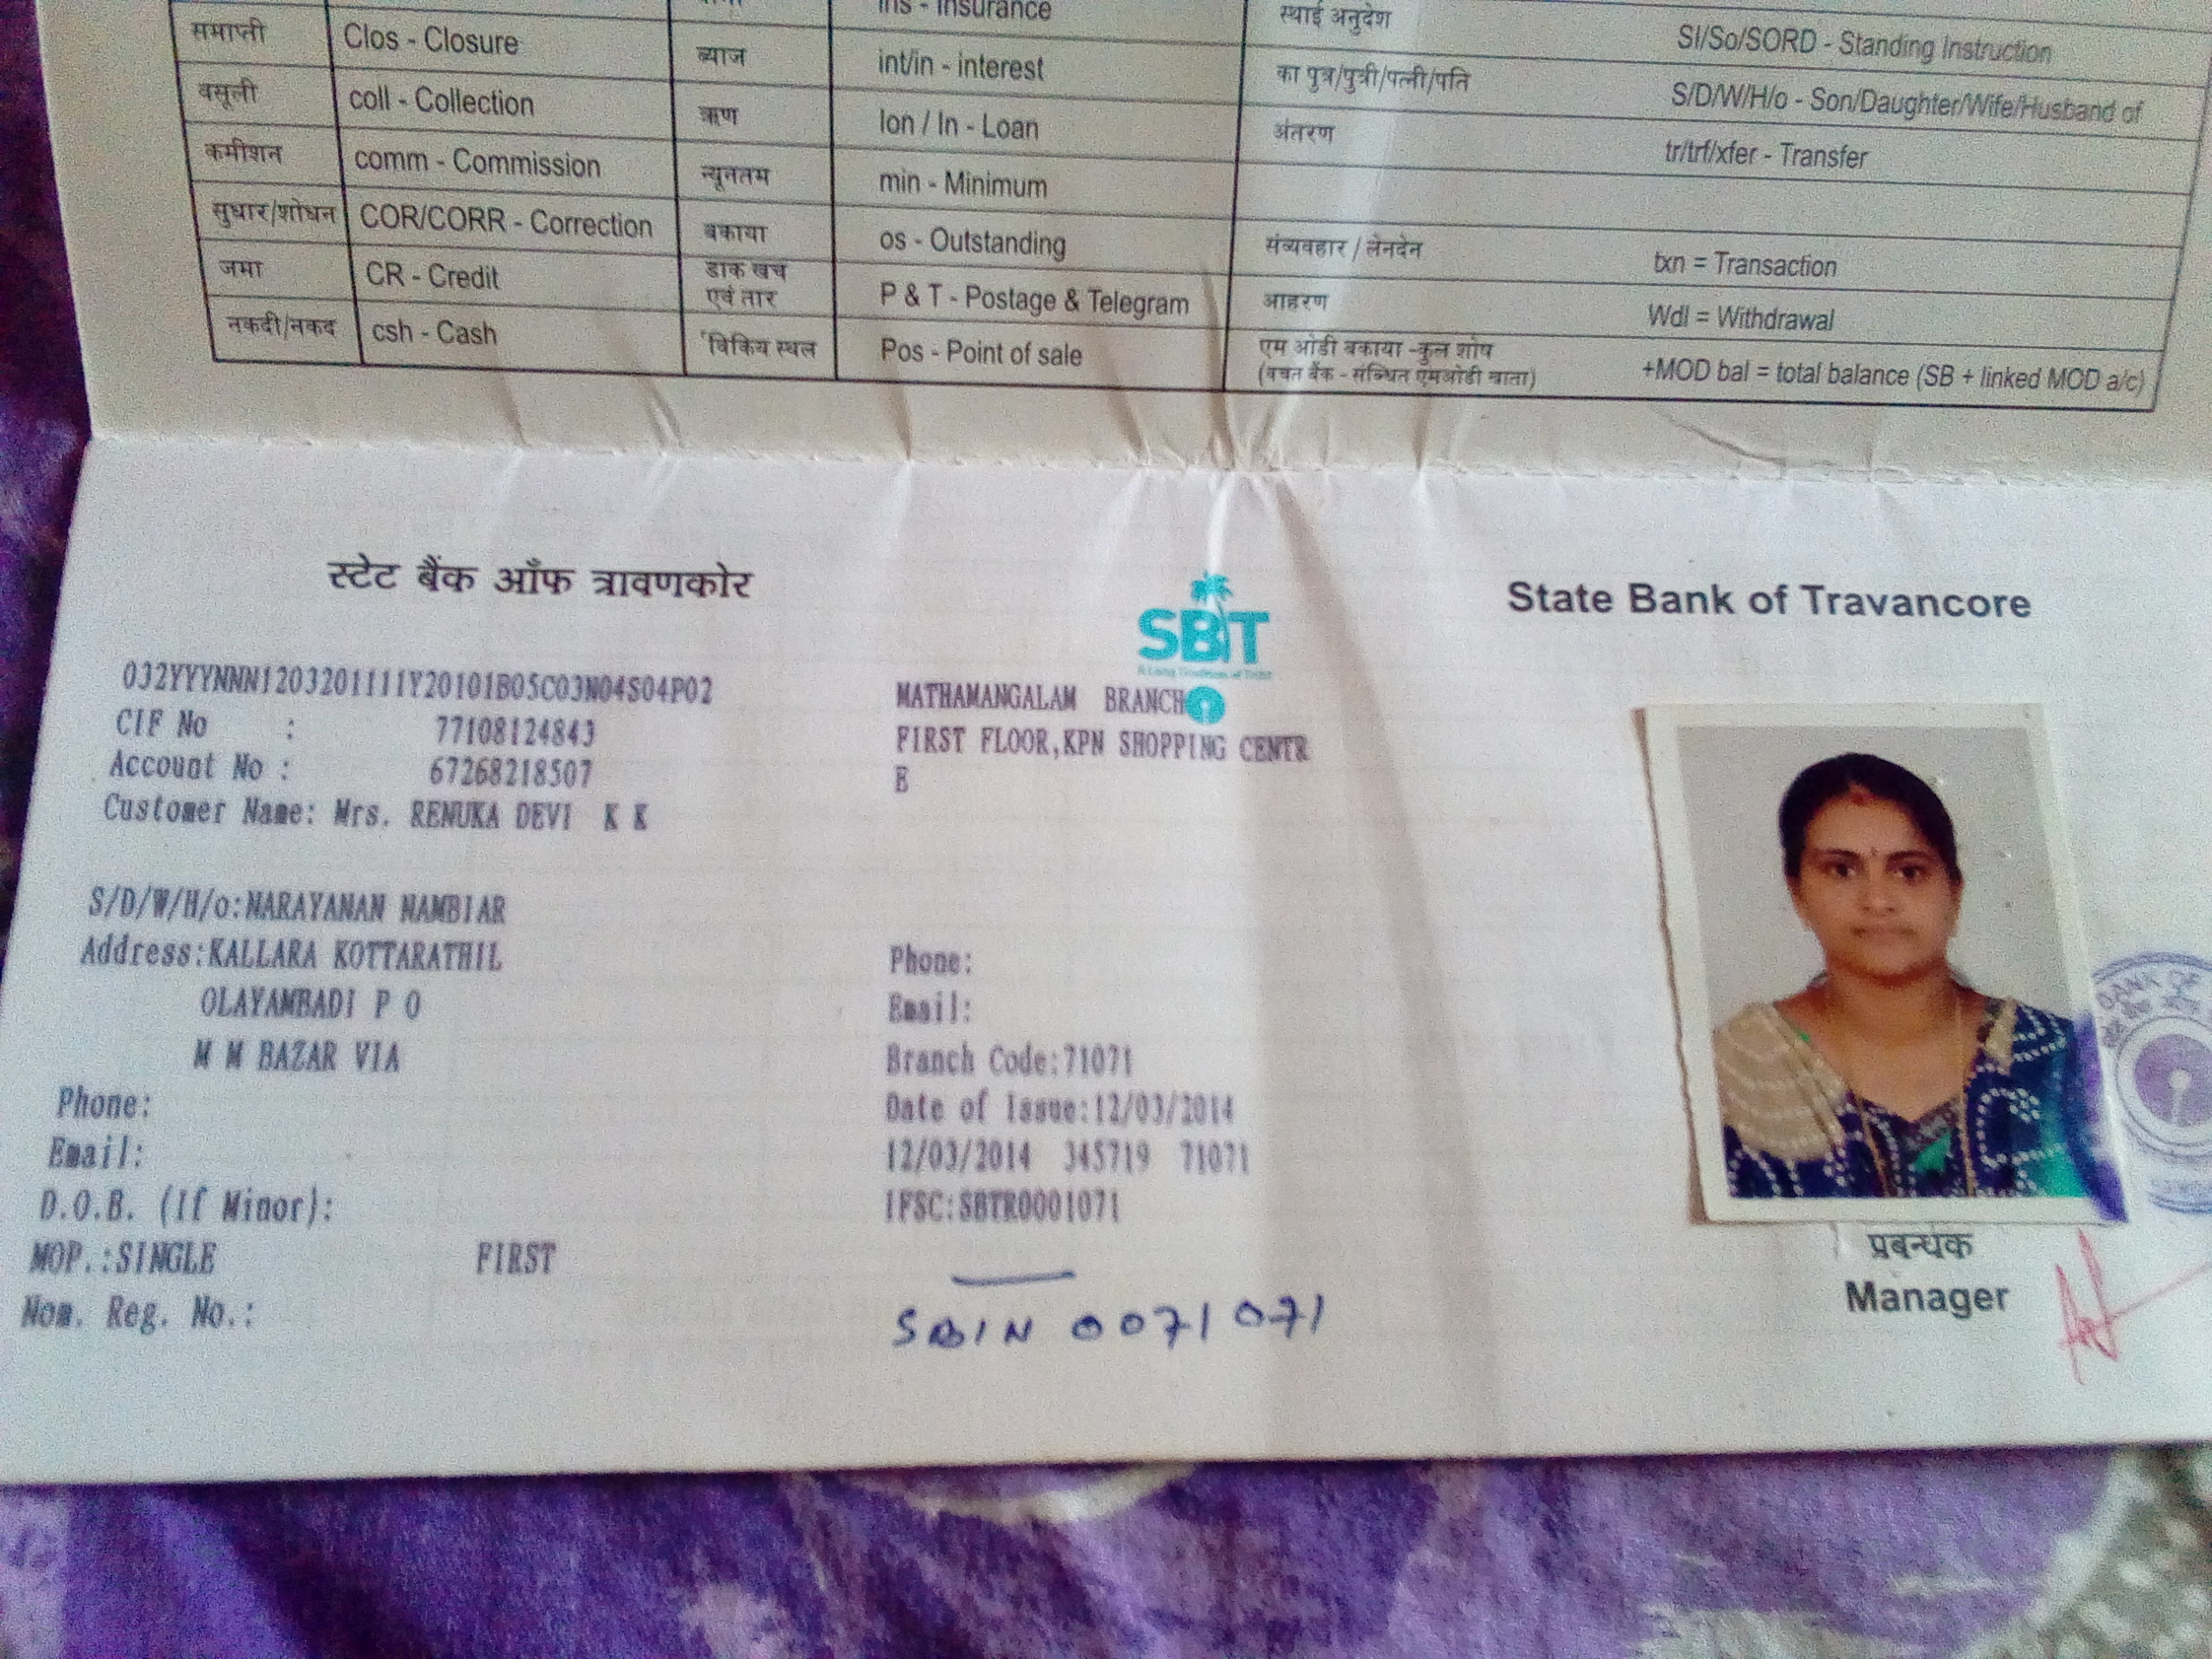 ins - Insurance
स्थाई अनुदेश SI/So/SORD - Standing Instruction
समाप्ती Clos - Closure ब्याज int/in - interest
का पुत्र/पुत्री/पत्नी/पति S/D/W/H/o - Son/Daughter/Wife/Husband of
वसूली coll - Collection ऋण lon / ln - Loan
अंतरण tr/trf/xfer - Transfer
कमीशन comm - Commission न्यूनतम min - Minimum
सुधार/शोधन COR/CORR - Correction बकाया os - Outstanding
संव्यवहार / लेनदेन txn = Transaction
जमा CR - Credit डाक खच एवं तार P & T - Postage & Telegram
आहरण Wdl = Withdrawal
नकदी/नकद csh - Cash विकिय स्थल Pos - Point of sale
एम ओडी बकाया -कुल शेष +MOD bal = total balance (SB + linked MOD a/c)
(बचत बैंक - सञ्धित एमओडी खाता)
स्टेट बैंक ऑफ त्रावणकोर
SBT
State Bank of Travancore
032YYYNNN1203201111Y20101B05C03N04S04P02
CIF No : 77108124843
Account No : 67268218507
Customer Name: Mrs. RENUKA DEVI K K
MATHAMANGALAM BRANCH
FIRST FLOOR,KPN SHOPPING CENTR
E
S/D/W/H/o:NARAYANAN NAMBIAR
Address:KALLARA KOTTARATHIL
OLAYAMBADI P O
M M BAZAR VIA
Phone:
Email:
D.O.B. (If Minor):
MOP.:SINGLE FIRST
Nom. Reg. No.:
Phone:
Email:
Branch Code:71071
Date of Issue:12/03/2014
12/03/2014 345719 71071
IFSC:SBTR0001071
SBIN 0071071
BANK OF
प्रबन्धक
Manager